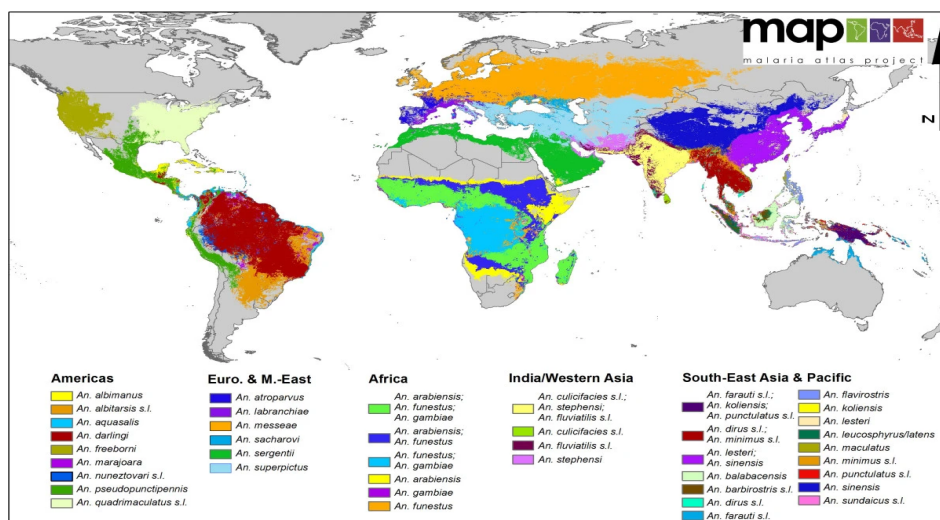 map
malaria atlas project
N
Americas
An. albimanus
An. albitarsis s.l.
An. aquasalis
An. darlingi
An. freeborni
An. marajoara
An. nuneztovari s.l.
An. pseudopunctipennis
An. quadrimaculatus s.l.
Euro. & M.-East
An. atroparvus
An. labranchiae
An. messeae
An. sacharovi
An. sergentii
An. superpictus
Africa
An. arabiensis;
An. funestus;
An. gambiae
An. arabiensis;
An. funestus
An. funestus;
An. gambiae
An. arabiensis
An. gambiae
An. funestus
India/Western Asia
An. culicifacies s.l.;
An. stephensi;
An. fluviatilis s.l.
An. culicifacies s.l.
An. fluviatilis s.l.
An. stephensi
South-East Asia & Pacific
An. farauti s.l.;
An. koliensis;
An. punctulatus s.l.
An. dirus s.l.;
An. minimus s.l.
An. lesteri;
An. sinensis
An. balabacensis
An. barbirostris s.l.
An. dirus s.l.
An. farauti s.l.
An. flavirostris
An. koliensis
An. lesteri
An. leucosphyrus/latens
An. maculatus
An. minimus s.l.
An. punctulatus s.l.
An. sinensis
An. sundaicus s.l.